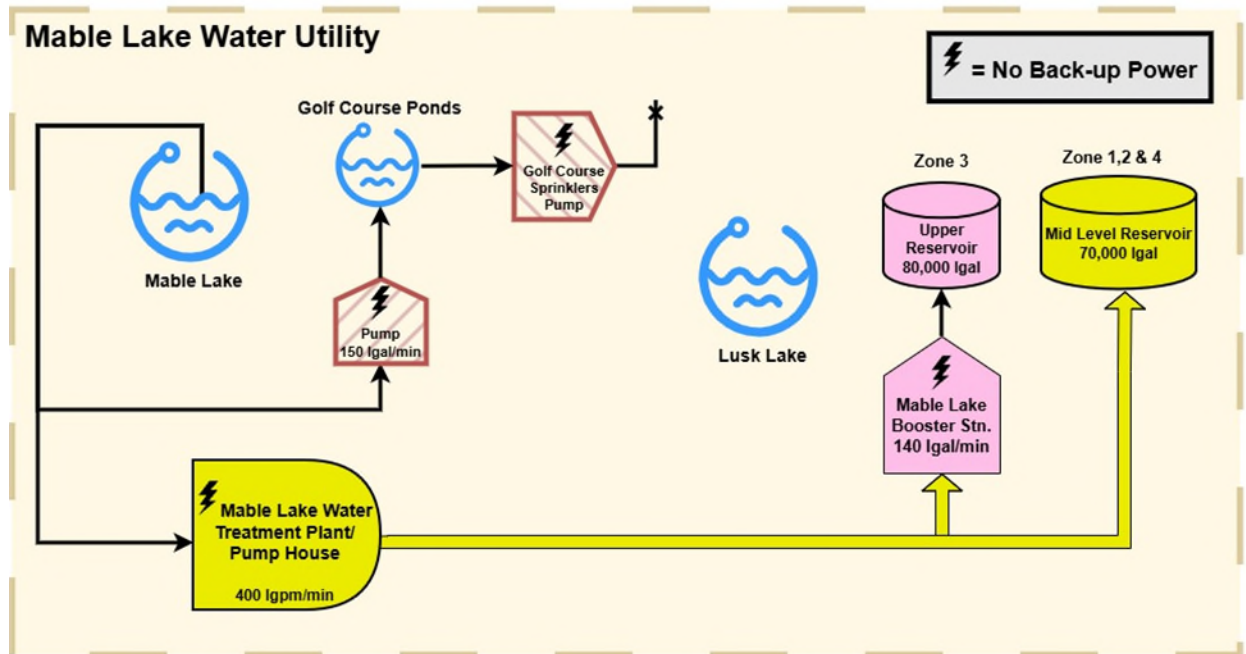 Mable Lake Water Utility
= No Back-up Power
Golf Course Ponds
Golf Course
Sprinklers
Pump
Mable Lake
Pump
150 Igal/min
Lusk Lake
Zone 3
Upper
Reservoir
80,000 Igal
Zone 1,2 & 4
Mid Level Reservoir
70,000 Igal
Mable Lake
Booster Stn.
140 Igal/min
Mable Lake Water
Treatment Plant/
Pump House
400 Igpm/min